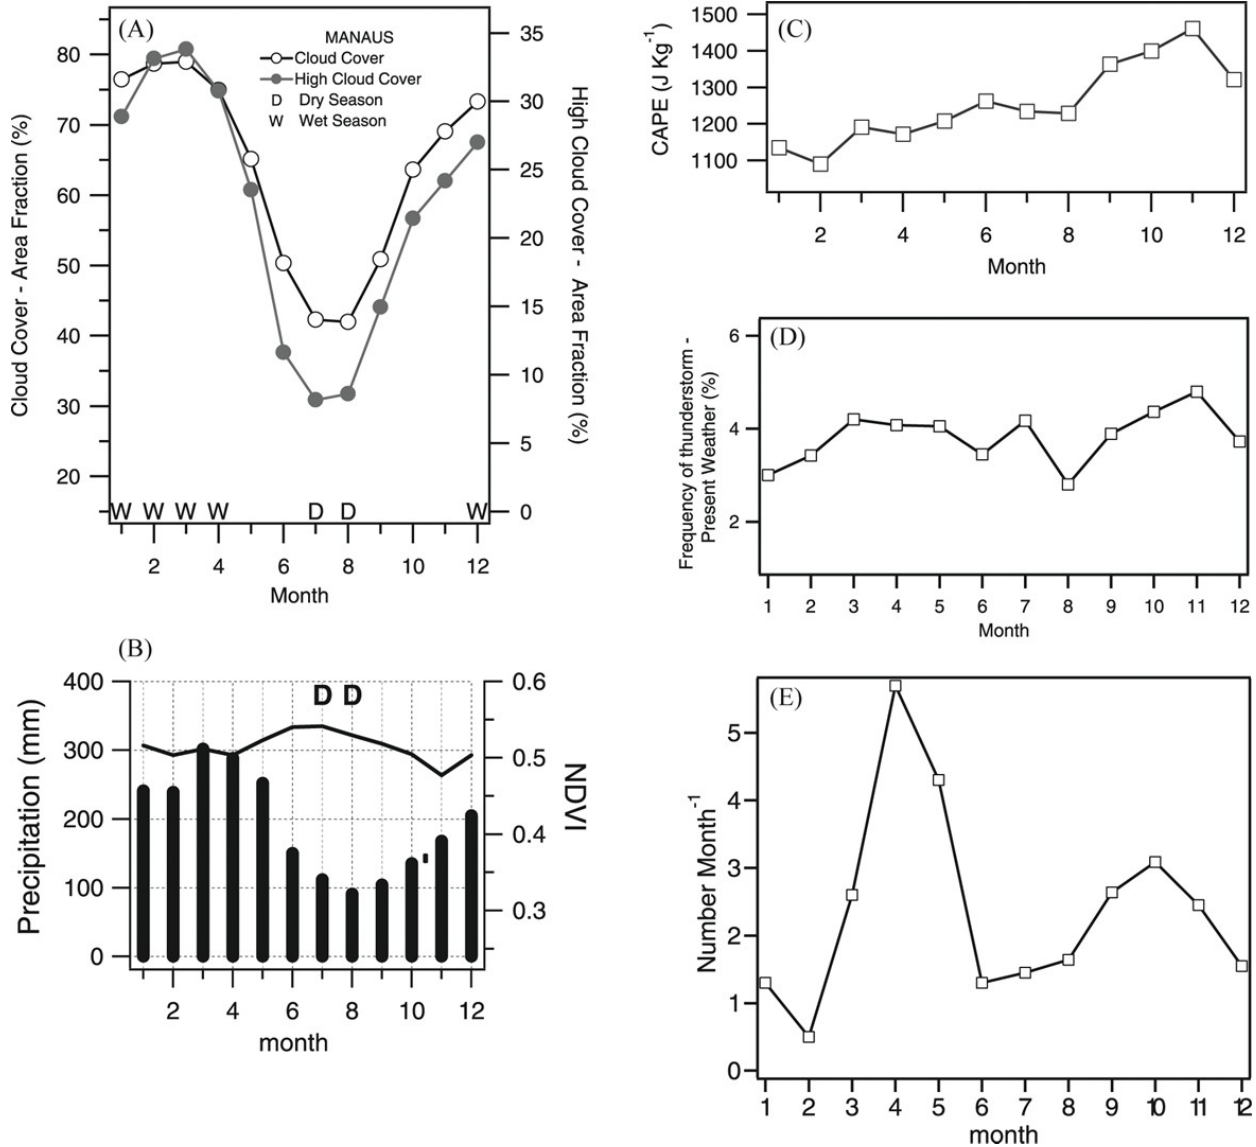 (A)
MANAUS
Cloud Cover
High Cloud Cover
D Dry Season
W Wet Season
Cloud Cover - Area Fraction (%)
80
70
60
50
40
30
20
High Cloud Cover - Area Fraction (%)
35
30
25
20
15
10
5
0
W W W W D D W
2 4 6 8 10 12
Month
(B)
Precipitation (mm)
400
300
200
100
0
D D
NDVI
0.6
0.5
0.4
0.3
2 4 6 8 10 12
month
(C)
CAPE (J Kg⁻¹)
1500
1400
1300
1200
1100
2 4 6 8 10 12
Month
(D)
Frequency of thunderstorm -
Present Weather (%)
6
4
2
1 2 3 4 5 6 7 8 9 10 11 12
Month
(E)
Number Month⁻¹
5
4
3
2
1
0
1 2 3 4 5 6 7 8 9 10 11 12
month